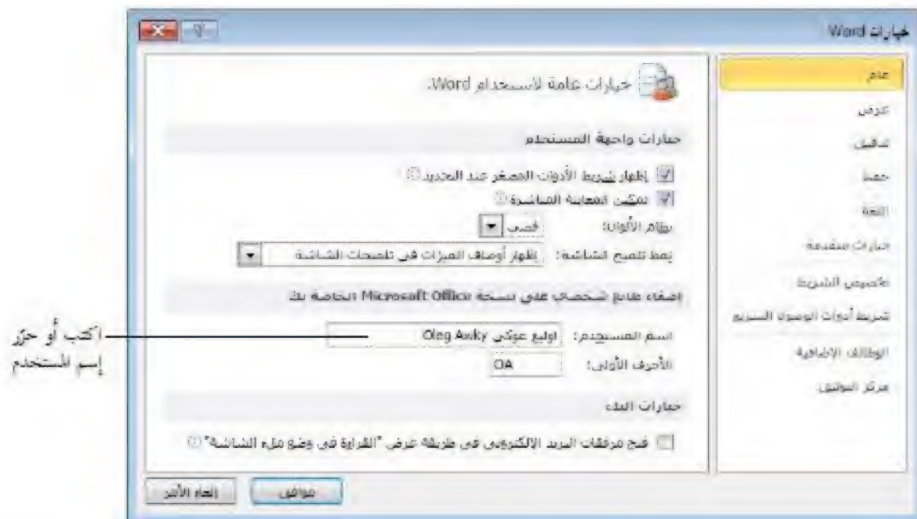 خيارات Word
عام
عرض
تدقيق
حفظ
اللغة
خيارات متقدمة
تخصيص الشريط
شريط أدوات الوصول السريع
الوظائف الإضافية
مركز التوثيق
خيارات عامة لاستخدام Word.
خيارات واجهة المستخدم
إظهار شريط الأدوات المصغر عند التحديد
تمكين المعاينة المباشرة
نظام الألوان: فضي
نمط تلميح الشاشة: إظهار أوصاف الميزات في تلميحات الشاشة
إضفاء طابع شخصي على نسخة Microsoft Office الخاصة بك
اسم المستخدم: اوليغ عوكي Oleg Awky
الأحرف الأولى: OA
خيارات البدء
فتح مرفقات البريد الإلكتروني في طريقة عرض "القراءة في وضع ملء الشاشة"
موافق
إلغاء الأمر
اكتب أو حرّر
إسم المستخدم